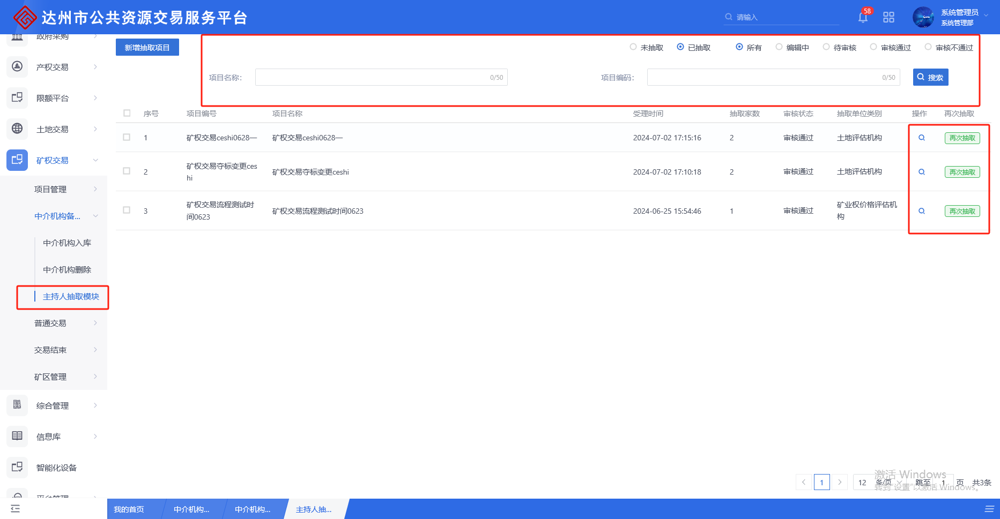 达州市公共资源交易服务平台
请输入
58
系统管理员
系统管理部
政府采购
产权交易
限额平台
土地交易
矿权交易
项目管理
中介机构备...
中介机构入库
中介机构删除
主持人抽取模块
普通交易
交易结束
矿区管理
综合管理
信息库
智能化设备
平台管理
新增抽取项目
未抽取 已抽取 所有 编辑中 待审核 审核通过 审核不通过
项目名称: 0/50 项目编码: 0/50 搜索
序号 项目编号 项目名称 受理时间 抽取家数 审核状态 抽取单位类别 操作 再次抽取
1 矿权交易ceshi0628一 矿权交易ceshi0628一 2024-07-02 17:15:16 2 审核通过 土地评估机构 再次抽取
2 矿权交易夺标变更ces
hi 矿权交易夺标变更ceshi 2024-07-02 17:10:18 2 审核通过 土地评估机构 再次抽取
3 矿权交易流程测试时
间0623 矿权交易流程测试时间0623 2024-06-25 15:54:46 1 审核通过 矿业权价格评估机
构 再次抽取
激活 Windows
转到"设置"以激活 Windows。
1 12 条/页 跳至 1 页 共3条
我的首页 中介机构... 中介机构... 主持人抽...